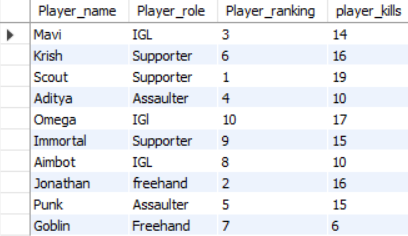 Player_name Player_role Player_ranking player_kills
Mavi IGL 3 14
Krish Supporter 6 16
Scout Supporter 1 19
Aditya Assaulter 4 10
Omega IGl 10 17
Immortal Supporter 9 15
Aimbot IGL 8 10
Jonathan freehand 2 16
Punk Assaulter 5 15
Goblin Freehand 7 6